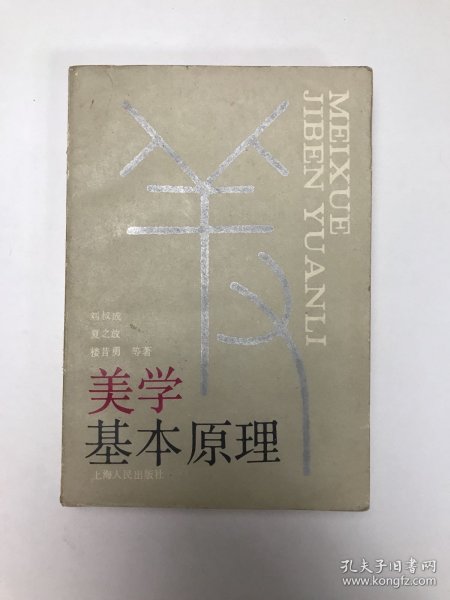 MEIXUE
JIBEN YUANLI
刘叔成
夏之放
楼昔勇 等著
美学
基本原理
上海人民出版社
孔夫子旧书网
www.kongfz.com